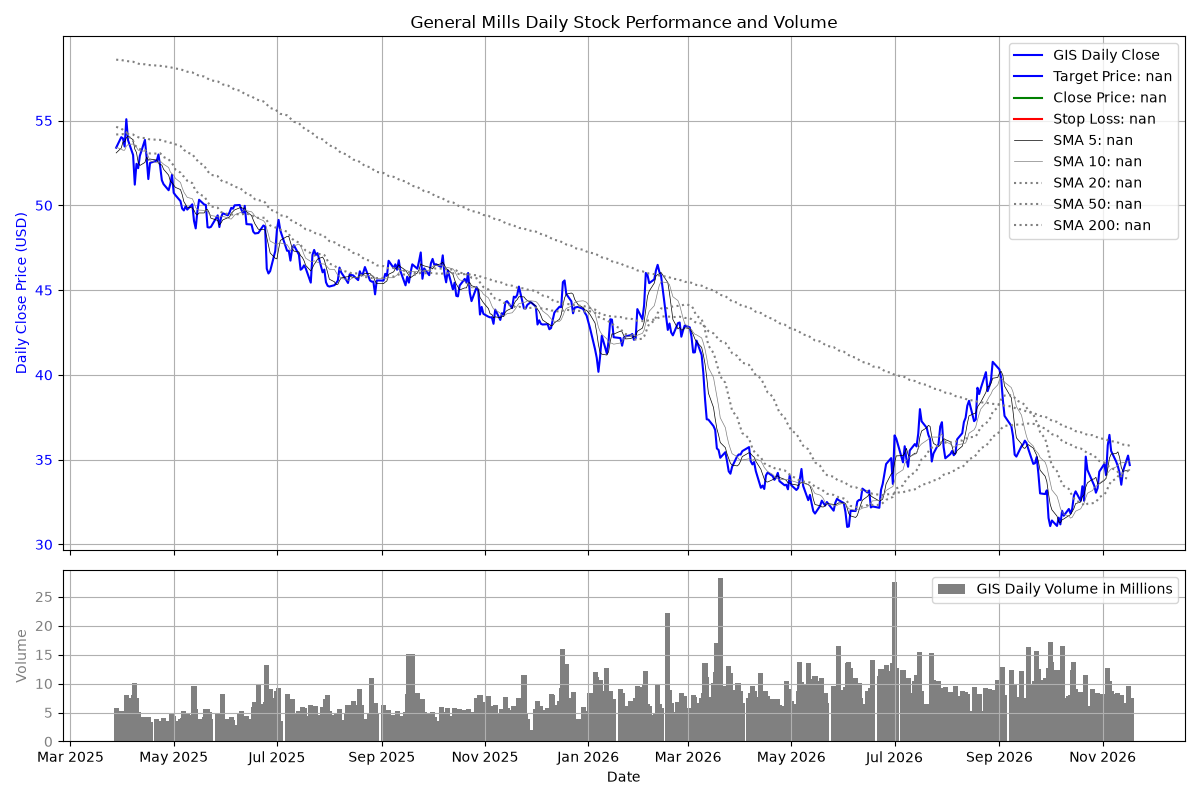 General Mills Daily Stock Performance and Volume
Daily Close Price (USD)
55
50
45
40
35
30
GIS Daily Close
Target Price: nan
Close Price: nan
Stop Loss: nan
SMA 5: nan
SMA 10: nan
SMA 20: nan
SMA 50: nan
SMA 200: nan
Volume
25
20
15
10
5
0
GIS Daily Volume in Millions
Mar 2025 May 2025 Jul 2025 Sep 2025 Nov 2025 Jan 2026 Mar 2026 May 2026 Jul 2026 Sep 2026 Nov 2026
Date